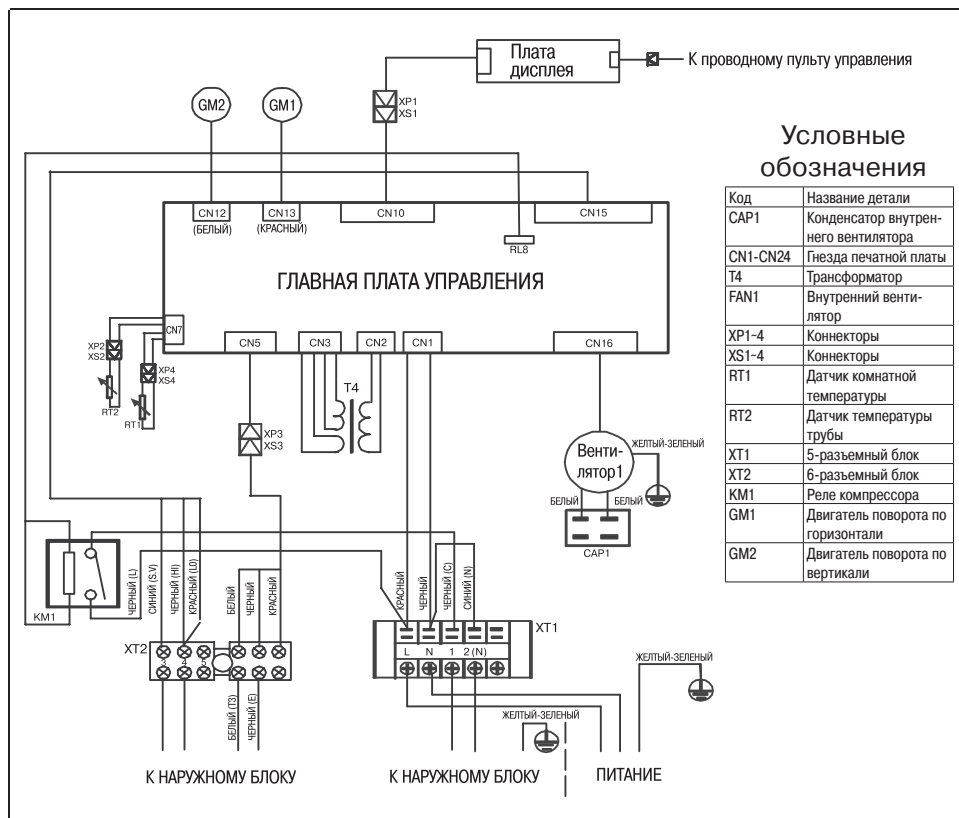 Плата
дисплея
К проводному пульту управления
XP1
XS1
GM2
GM1
Условные
обозначения
CN12
CN13
CN10
CN15
(БЕЛЫЙ)
(КРАСНЫЙ)
RL8
ГЛАВНАЯ ПЛАТА УПРАВЛЕНИЯ
CN7
CN5
CN3
CN2
CN1
CN16
XP2
XS2
XP4
XS4
RT2
RT1
T4
XP3
XS3
Венти-
лятор1
ЖЕЛТЫЙ-ЗЕЛЕНЫЙ
БЕЛЫЙ
БЕЛЫЙ
CAP1
Код Название детали
CAP1 Конденсатор внутрен-
него вентилятора
CN1-CN24 Гнезда печатной платы
T4 Трансформатор
FAN1 Внутренний венти-
лятор
XP1~4 Коннекторы
XS1~4 Коннекторы
RT1 Датчик комнатной
температуры
RT2 Датчик температуры
трубы
XT1 5-разъемный блок
XT2 6-разъемный блок
KM1 Реле компрессора
GM1 Двигатель поворота по
горизонтали
GM2 Двигатель поворота по
вертикали
KM1
ЧЕРНЫЙ (L)
СИНИЙ (S.V)
ЧЕРНЫЙ (HI)
КРАСНЫЙ (L0)
БЕЛЫЙ
ЧЕРНЫЙ
КРАСНЫЙ
КРАСНЫЙ
ЧЕРНЫЙ
ЧЕРНЫЙ (C)
СИНИЙ (N)
XT2
3
4
5
XT1
L N 1 2 (N)
БЕЛЫЙ (T3)
ЧЕРНЫЙ (E)
ЖЕЛТЫЙ-ЗЕЛЕНЫЙ
ЖЕЛТЫЙ-ЗЕЛЕНЫЙ
К НАРУЖНОМУ БЛОКУ
К НАРУЖНОМУ БЛОКУ
ПИТАНИЕ